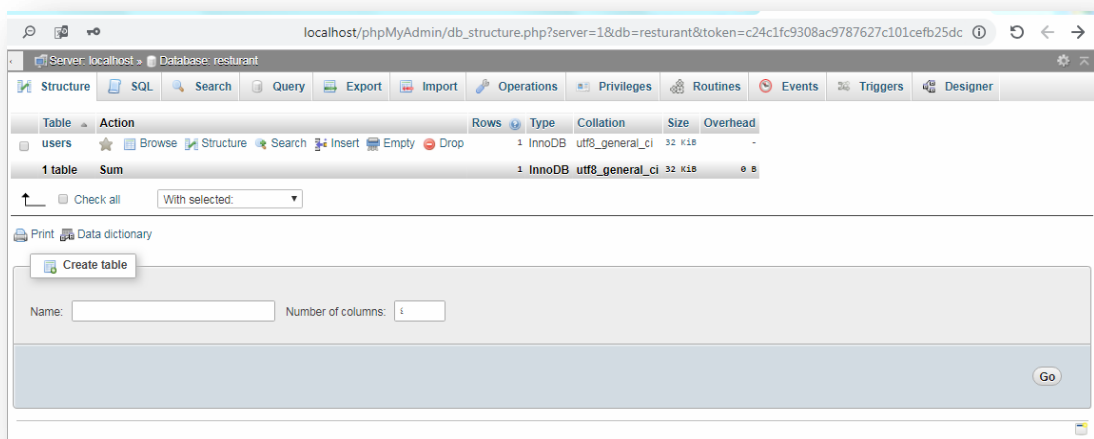 localhost/phpMyAdmin/db_structure.php?server=1&db=resturant&token=c24c1fc9308ac9787627c101cefb25dc
Server: localhost » Database: resturant
Structure SQL Search Query Export Import Operations Privileges Routines Events Triggers Designer
Table Action Rows Type Collation Size Overhead
users Browse Structure Search Insert Empty Drop 1 InnoDB utf8_general_ci 32 KiB -
1 table Sum 1 InnoDB utf8_general_ci 32 KiB 0 B
Check all With selected:
Print Data dictionary
Create table
Name: Number of columns:
Go